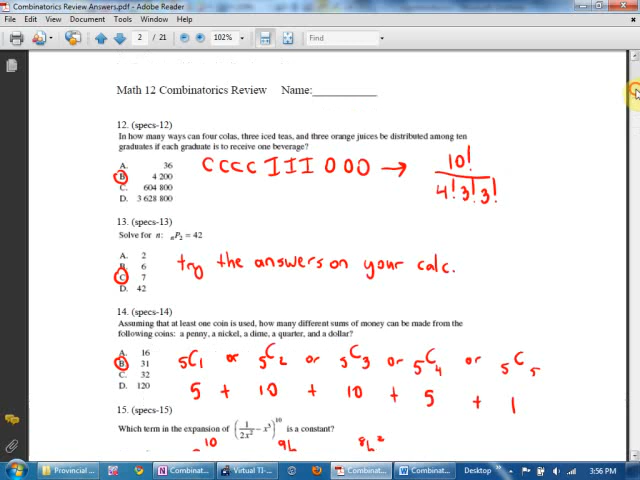 Combinatorics Review Answers.pdf - Adobe Reader
File Edit View Document Tools Window Help
2 / 21 102% Find
Math 12 Combinatorics Review Name:__________
12. (specs-12)
In how many ways can four colas, three iced teas, and three orange juices be distributed among ten
graduates if each graduate is to receive one beverage?
A. 36
B. 4 200
C. 604 800
D. 3 628 800
CCCC III OOO → 10! / 4! 3! 3!
13. (specs-13)
Solve for n: nP2 = 42
A. 2
B. 6
C. 7
D. 42
try the answers on your calc.
14. (specs-14)
Assuming that at least one coin is used, how many different sums of money can be made from the
following coins: a penny, a nickel, a dime, a quarter, and a dollar?
A. 16
B. 31
C. 32
D. 120
5C1 or 5C2 or 5C3 or 5C4 or 5C5
5 + 10 + 10 + 5 + 1
15. (specs-15)
Which term in the expansion of (1/2x² − x³)^10 is a constant?
10 9b 8b²
Provincial ... Combinat... Virtual TI-... Combinat... Combinat... Desktop 3:56 PM